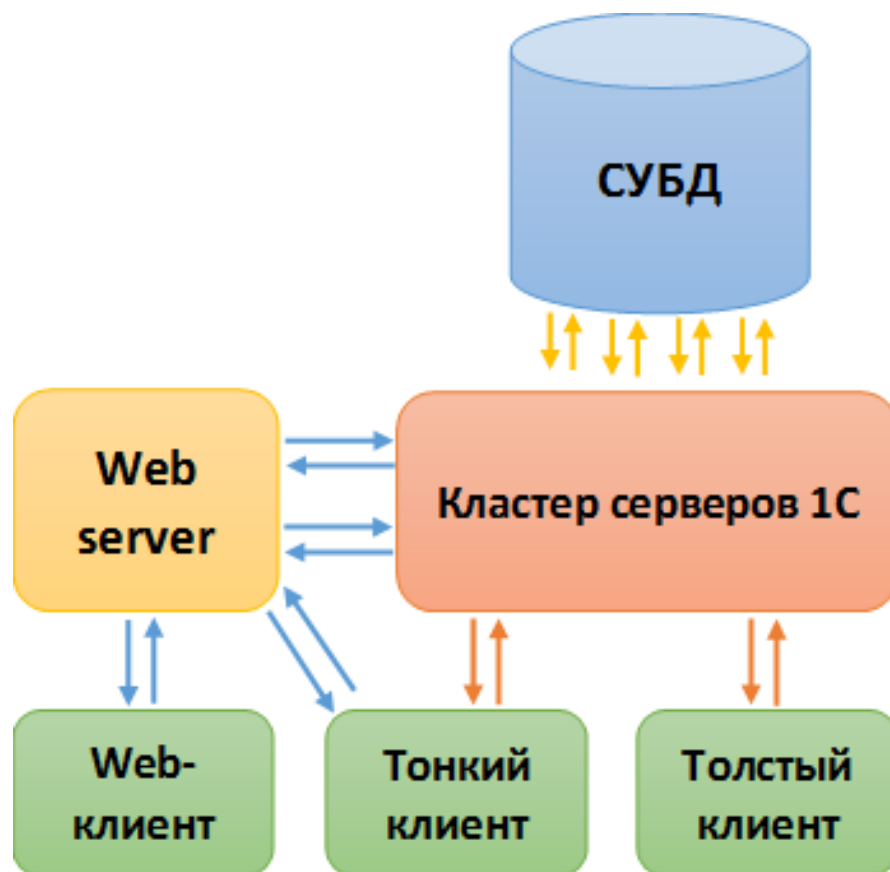 СУБД
Web
server
Кластер серверов 1С
Web-
клиент
Тонкий
клиент
Толстый
клиент